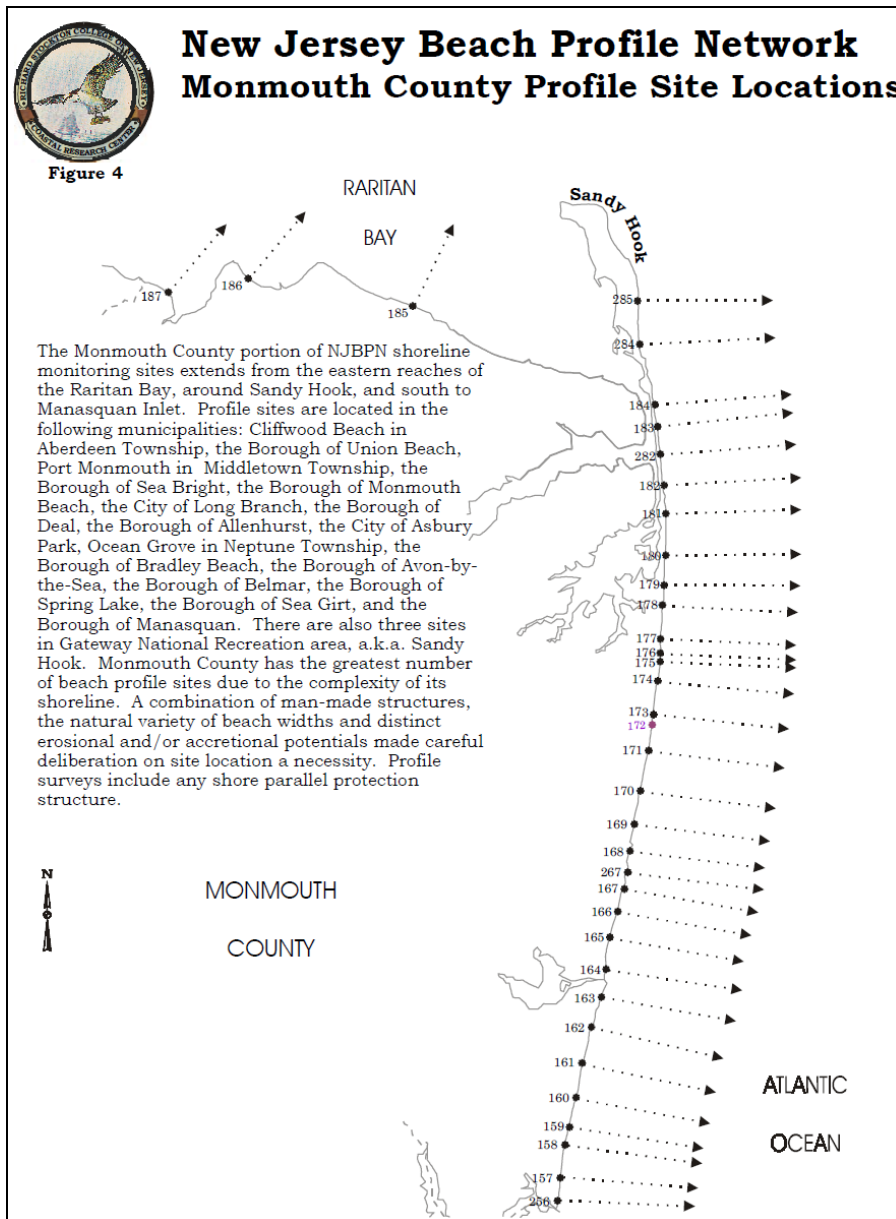 New Jersey Beach Profile Network
Monmouth County Profile Site Locations
RICHARD STOCKTON COLLEGE OF NEW JERSEY
COASTAL RESEARCH CENTER
Figure 4
RARITAN
BAY
Sandy Hook
187
186
185
285
284
184
183
282
182
181
180
179
178
177
176
175
174
173
172
171
170
169
168
267
167
166
165
164
163
162
161
160
159
158
157
256
The Monmouth County portion of NJBPN shoreline
monitoring sites extends from the eastern reaches of
the Raritan Bay, around Sandy Hook, and south to
Manasquan Inlet.  Profile sites are located in the
following municipalities: Cliffwood Beach in
Aberdeen Township, the Borough of Union Beach,
Port Monmouth in  Middletown Township, the
Borough of Sea Bright, the Borough of Monmouth
Beach, the City of Long Branch, the Borough of
Deal, the Borough of Allenhurst, the City of Asbury
Park, Ocean Grove in Neptune Township, the
Borough of Bradley Beach, the Borough of Avon-by-
the-Sea, the Borough of Belmar, the Borough of
Spring Lake, the Borough of Sea Girt, and the
Borough of Manasquan.  There are also three sites
in Gateway National Recreation area, a.k.a. Sandy
Hook.  Monmouth County has the greatest number
of beach profile sites due to the complexity of its
shoreline.  A combination of man-made structures,
the natural variety of beach widths and distinct
erosional and/or accretional potentials made careful
deliberation on site location a necessity.  Profile
surveys include any shore parallel protection
structure.
N
MONMOUTH
COUNTY
ATLANTIC
OCEAN